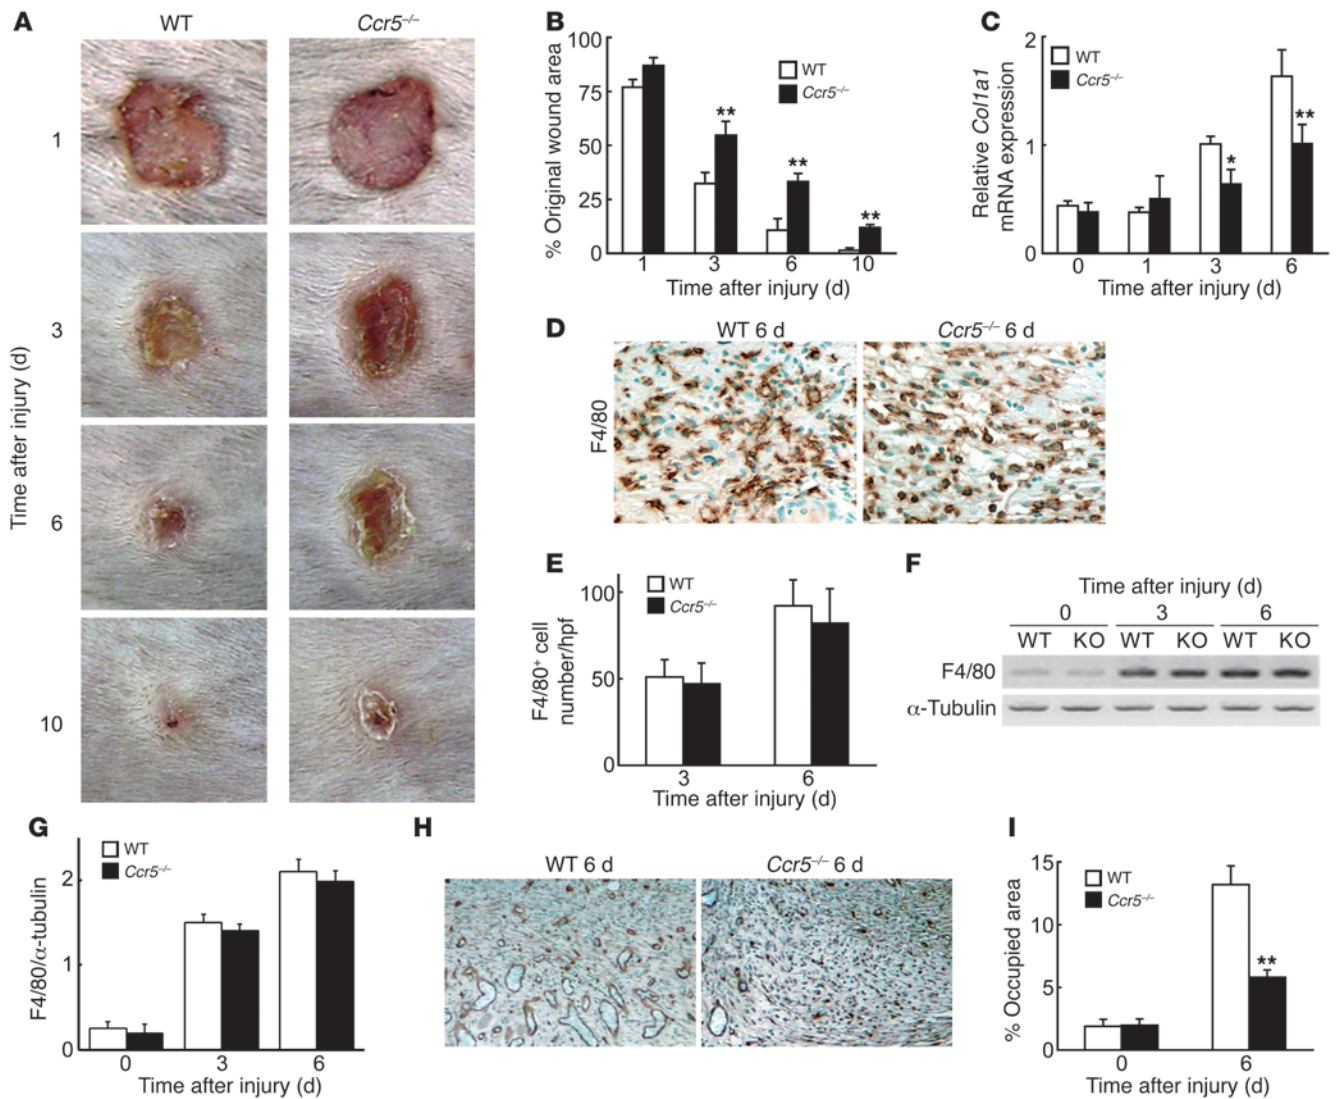 A
WT
Ccr5–/–
Time after injury (d)
1
3
6
10
B
% Original wound area
100
75
50
25
0
WT
Ccr5–/–
**
**
**
1 3 6 10
Time after injury (d)
C
Relative Col1a1
mRNA expression
2
1
0
WT
Ccr5–/–
*
**
0 1 3 6
Time after injury (d)
D
WT 6 d
Ccr5–/– 6 d
F4/80
E
F4/80+ cell
number/hpf
100
50
0
WT
Ccr5–/–
3 6
Time after injury (d)
F
Time after injury (d)
0 3 6
WT KO WT KO WT KO
F4/80
α-Tubulin
G
F4/80/α-tubulin
2
1
0
WT
Ccr5–/–
0 3 6
Time after injury (d)
H
WT 6 d
Ccr5–/– 6 d
I
% Occupied area
15
10
5
0
WT
Ccr5–/–
**
0 6
Time after injury (d)